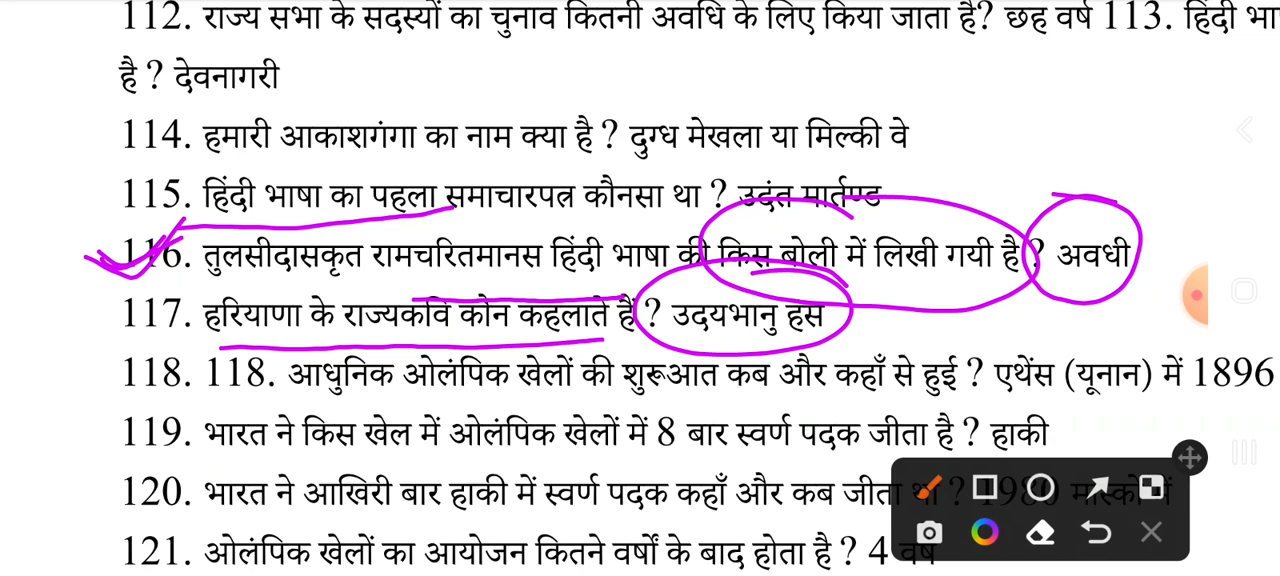 112. राज्य सभा के सदस्यों का चुनाव कितनी अवधि के लिए किया जाता है? छह वर्ष 113. हिंदी भा
है ? देवनागरी
114. हमारी आकाशगंगा का नाम क्या है ? दुग्ध मेखला या मिल्की वे
115. हिंदी भाषा का पहला समाचारपत्र कौनसा था ? उदंत मार्तण्ड
116. तुलसीदासकृत रामचरितमानस हिंदी भाषा की किस बोली में लिखी गयी है ? अवधी
117. हरियाणा के राज्यकवि कौन कहलाते हैं ? उदयभानु हंस
118. 118. आधुनिक ओलंपिक खेलों की शुरूआत कब और कहाँ से हुई ? एथेंस (यूनान) में 1896
119. भारत ने किस खेल में ओलंपिक खेलों में 8 बार स्वर्ण पदक जीता है ? हाकी
120. भारत ने आखिरी बार हाकी में स्वर्ण पदक कहाँ और कब जीता था ? 1980 मास्को में
121. ओलंपिक खेलों का आयोजन कितने वर्षों के बाद होता है ? 4 वर्ष